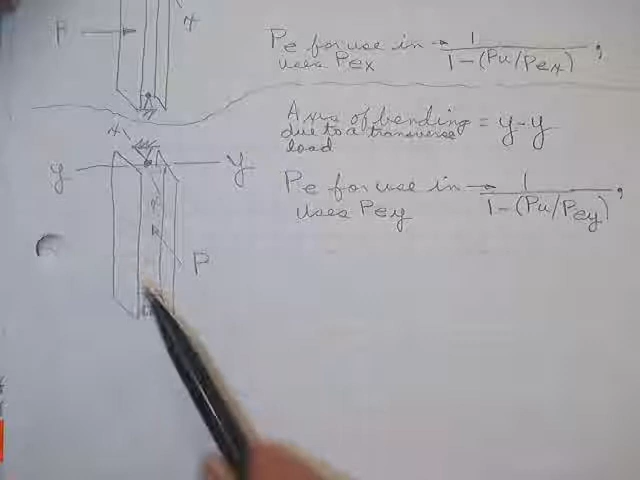 P
x
Pe for use in → 1 / 1-(Pu/Pex) ;
uses Pex
Axis of bending
due to a transverse = y-y
load
x
y y
Pe for use in → 1 / 1-(Pu/Pey) ;
uses Pey
x
P